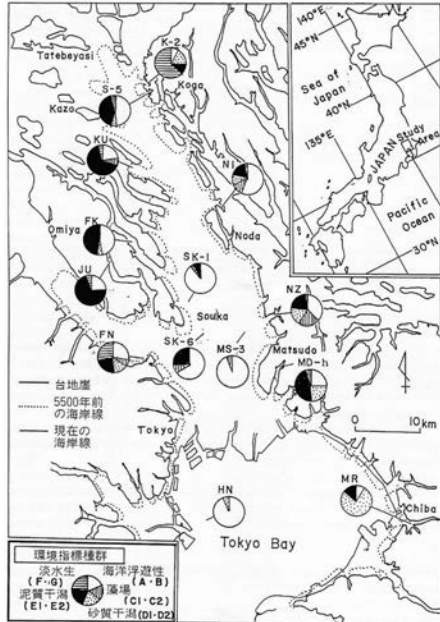 K-2
Tatebeyasi
Koga
S-5
Kazo
KU
NI
FK
Omiya
Noda
JU
SK-1
NZ
Souka
FN
SK-6
MS-3
Matsudo
MD-h
Tokyo
0 10km
HN
MR
Chiba
Tokyo Bay
140°E
45°N
Sea of
Japan
40°N
135°E
JAPAN
Study
Area
Pacific
Ocean
30°N
台地崖
5500年前
の海岸線
現在の
海岸線
環境指標種群
淡水生
(F・G)
海洋浮遊性
(A・B)
泥質干潟
(E1・E2)
藻場
(C1・C2)
砂質干潟(D1・D2)